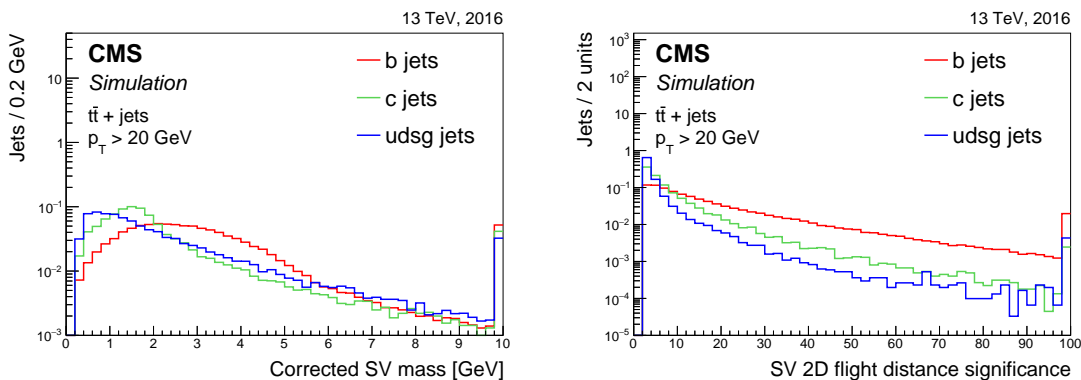 13 TeV, 2016
CMS
Simulation
tt̄ + jets
p_T > 20 GeV
b jets
c jets
udsg jets
Jets / 0.2 GeV
10
1
10⁻¹
10⁻²
10⁻³
0 1 2 3 4 5 6 7 8 9 10
Corrected SV mass [GeV]
13 TeV, 2016
CMS
Simulation
tt̄ + jets
p_T > 20 GeV
b jets
c jets
udsg jets
Jets / 2 units
10³
10²
10
1
10⁻¹
10⁻²
10⁻³
10⁻⁴
10⁻⁵
0 10 20 30 40 50 60 70 80 90 100
SV 2D flight distance significance